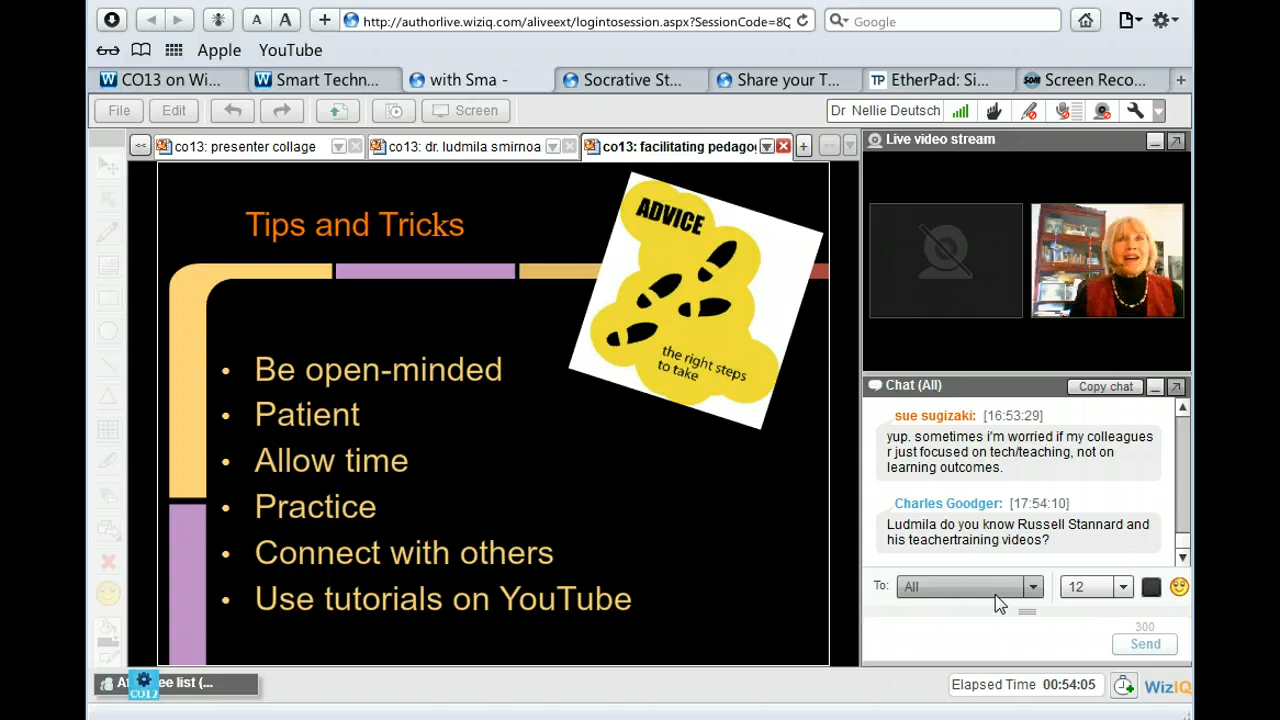 A A + http://authorlive.wiziq.com/aliveext/logintosession.aspx?SessionCode=8Q Google
Apple YouTube
CO13 on Wi... Smart Techn... with Sma - Socrative St... Share your T... TP EtherPad: Si... SOM Screen Reco... +
File Edit Screen Dr Nellie Deutsch
<< co13: presenter collage co13: dr. ludmila smirnoa co13: facilitating pedagog +
Live video stream
Tips and Tricks
ADVICE
the right steps
to take
• Be open-minded
• Patient
• Allow time
• Practice
• Connect with others
• Use tutorials on YouTube
Chat (All) Copy chat
sue sugizaki: [16:53:29]
yup. sometimes i'm worried if my colleagues
r just focused on tech/teaching, not on
learning outcomes.
Charles Goodger: [17:54:10]
Ludmila do you know Russell Stannard and
his teachertraining videos?
To: All 12
300
Send
ee list (...
CO12
Elapsed Time 00:54:05 WizIQ